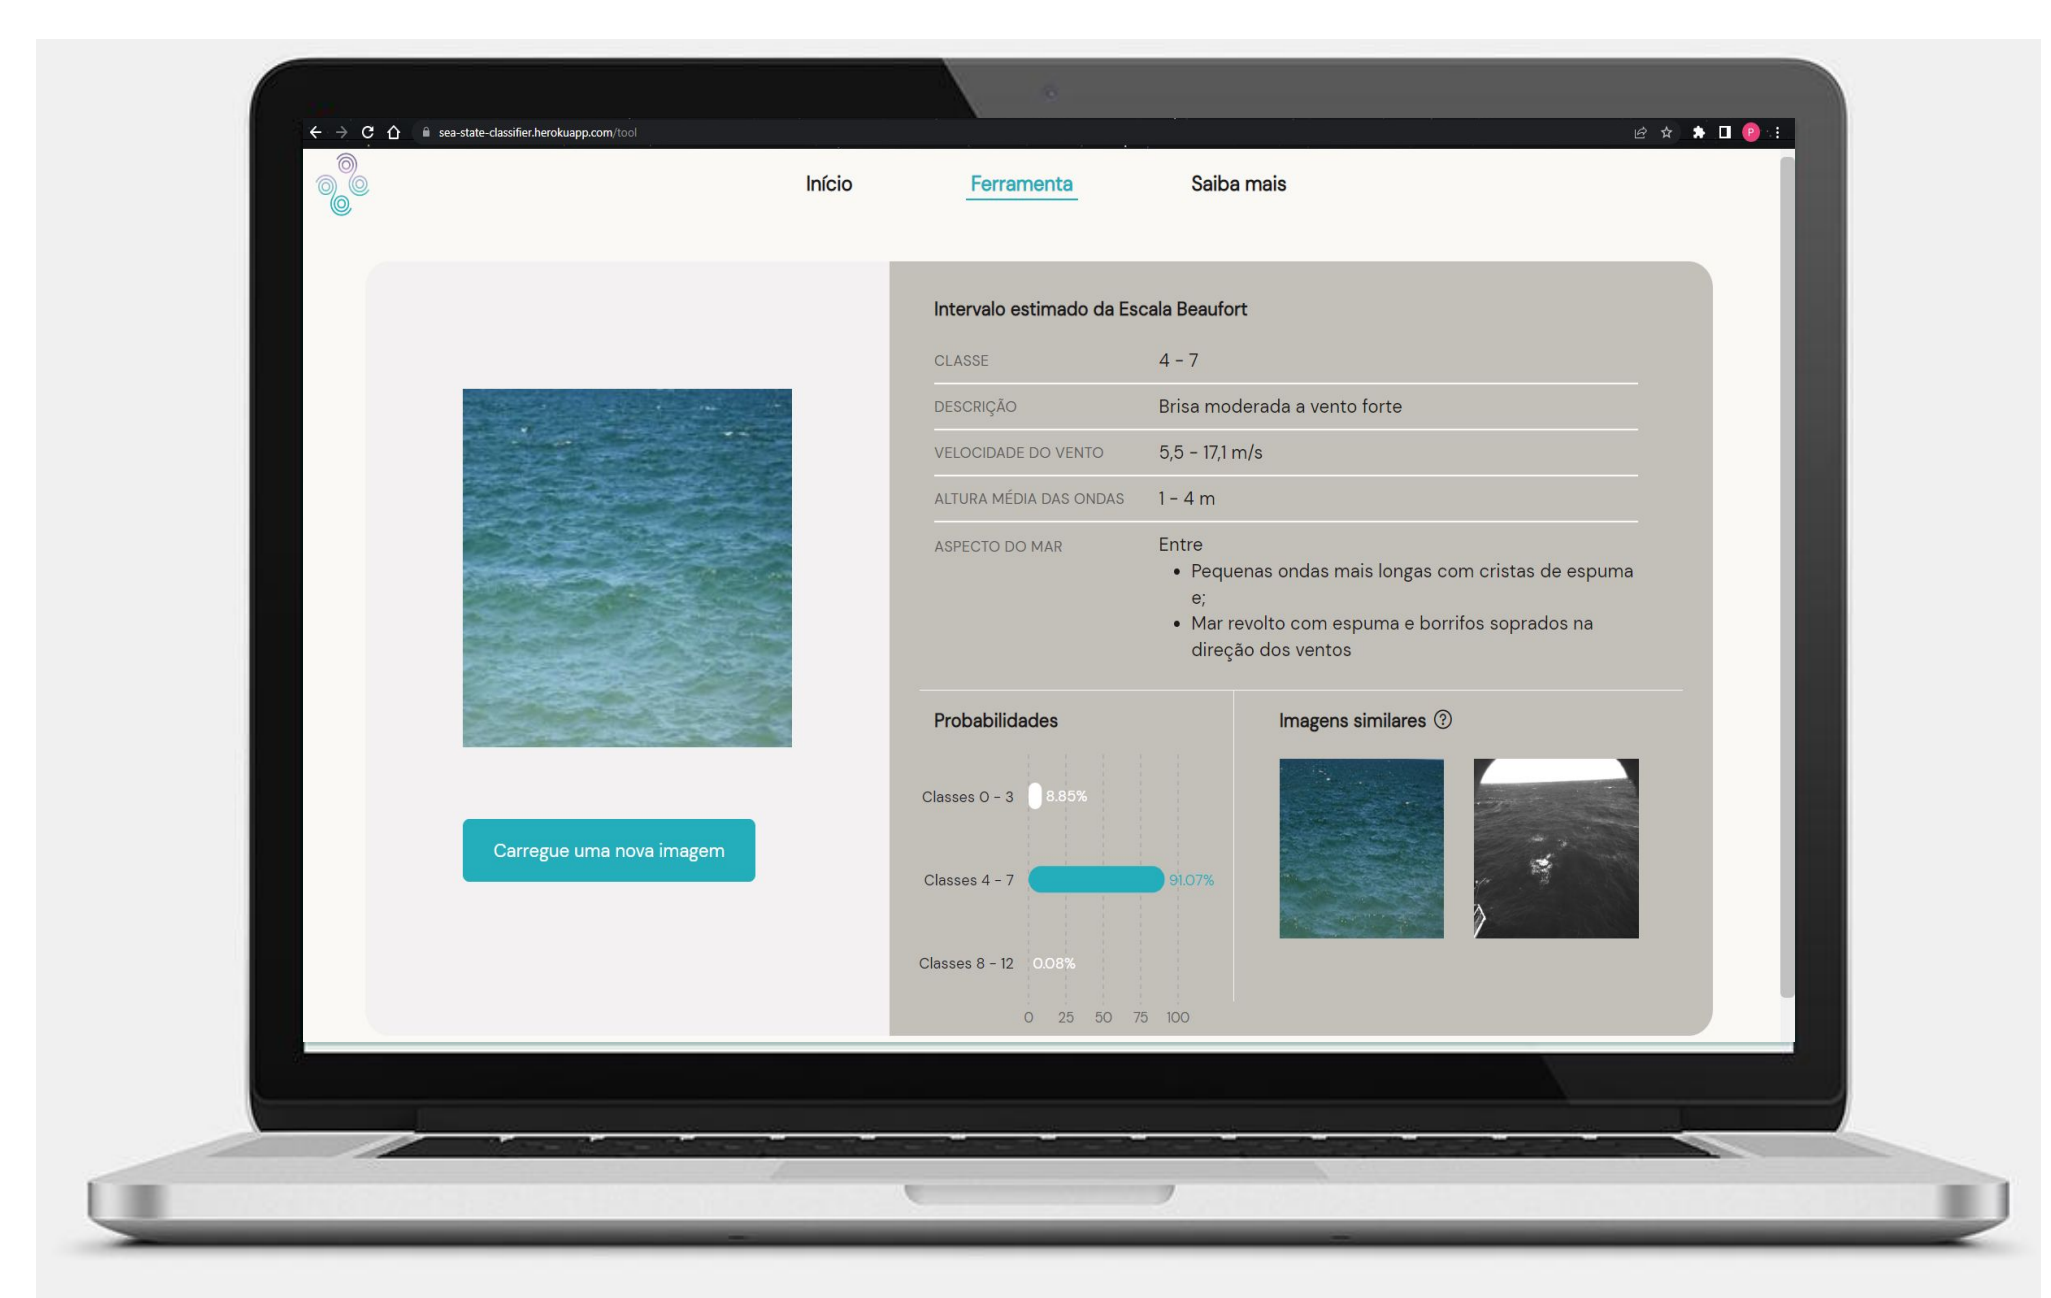 sea-state-classifier.herokuapp.com/tool
P
Início Ferramenta Saiba mais
Intervalo estimado da Escala Beaufort
CLASSE 4 - 7
DESCRIÇÃO Brisa moderada a vento forte
VELOCIDADE DO VENTO 5,5 - 17,1 m/s
ALTURA MÉDIA DAS ONDAS 1 - 4 m
ASPECTO DO MAR Entre
• Pequenas ondas mais longas com cristas de espuma
e;
• Mar revolto com espuma e borrifos soprados na
direção dos ventos
Carregue uma nova imagem
Probabilidades
Classes 0 - 3 8.85%
Classes 4 - 7 91.07%
Classes 8 - 12 0.08%
0 25 50 75 100
Imagens similares ?